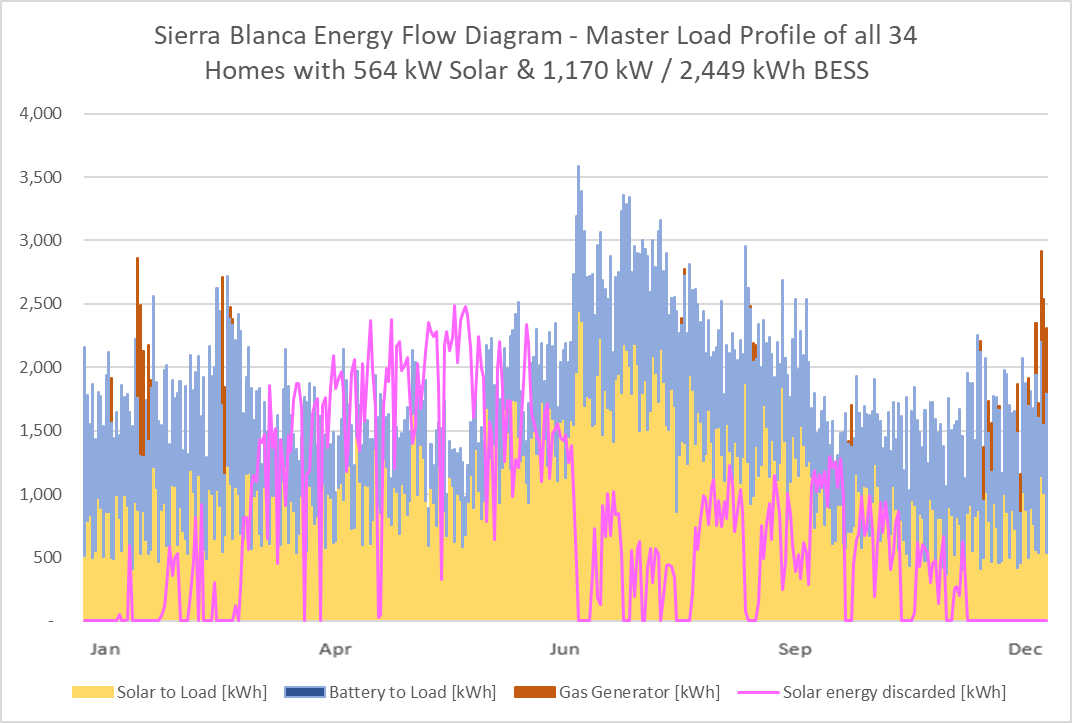 Sierra Blanca Energy Flow Diagram - Master Load Profile of all 34
Homes with 564 kW Solar & 1,170 kW / 2,449 kWh BESS
4,000
3,500
3,000
2,500
2,000
1,500
1,000
500
-
Jan Apr Jun Sep Dec
Solar to Load [kWh] Battery to Load [kWh] Gas Generator [kWh] Solar energy discarded [kWh]